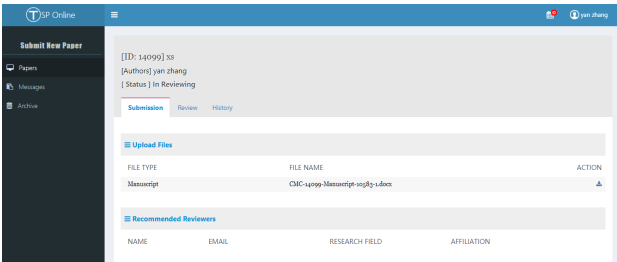 TSP Online
0
yan zhang
Submit New Paper
Papers
Messages
Archive
[ID: 14099] xs
[Authors] yan zhang
[ Status ] In Reviewing
Submission Review History
Upload Files
FILE TYPE FILE NAME ACTION
Manuscript CMC-14099-Manuscript-10583-1.docx
Recommended Reviewers
NAME EMAIL RESEARCH FIELD AFFILIATION